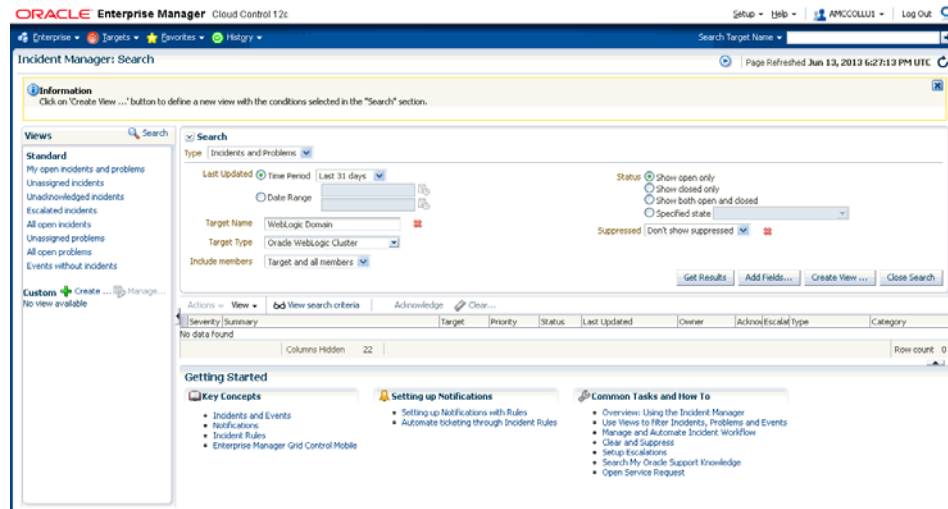 ORACLE Enterprise Manager Cloud Control 12c
Setup Help AMCCOLLU1 Log Out
Enterprise Targets Favorites History Search Target Name
Incident Manager: Search
Page Refreshed Jun 13, 2013 6:27:13 PM UTC
Information
Click on 'Create View ...' button to define a new view with the conditions selected in the "Search" section.
Views Search
Standard
My open incidents and problems
Unassigned incidents
Unacknowledged incidents
Escalated incidents
All open incidents
Unassigned problems
All open problems
Events without incidents
Custom Create ... Manage...
No view available
Search
Type Incidents and Problems
Last Updated Time Period Last 31 days
Date Range
Target Name WebLogic Domain
Target Type Oracle WebLogic Cluster
Include members Target and all members
Status Show open only
Show closed only
Show both open and closed
Specified state
Suppressed Don't show suppressed
Get Results Add Fields... Create View ... Close Search
Actions View View search criteria Acknowledge Clear...
Severity Summary Target Priority Status Last Updated Owner Acknov Escalat Type Category
No data found
Columns Hidden 22 Row count 0
Getting Started
Key Concepts
Incidents and Events
Notifications
Incident Rules
Enterprise Manager Grid Control Mobile
Setting up Notifications
Setting up Notifications with Rules
Automate ticketing through Incident Rules
Common Tasks and How To
Overview: Using the Incident Manager
Use Views to filter Incidents, Problems and Events
Manage and Automate Incident Workflow
Clear and Suppress
Setup Escalations
Search My Oracle Support Knowledge
Open Service Request